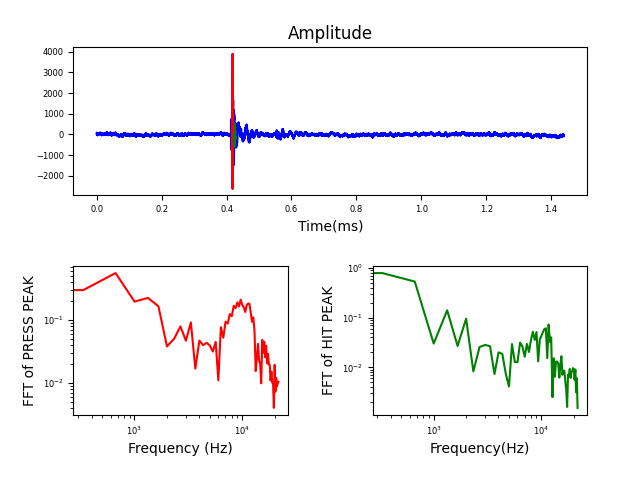 Amplitude
4000
3000
2000
1000
0
−1000
−2000
0.0 0.2 0.4 0.6 0.8 1.0 1.2 1.4
Time(ms)
FFT of PRESS PEAK
10⁻¹
10⁻²
10³ 10⁴
Frequency (Hz)
FFT of HIT PEAK
10⁰
10⁻¹
10⁻²
10³ 10⁴
Frequency(Hz)